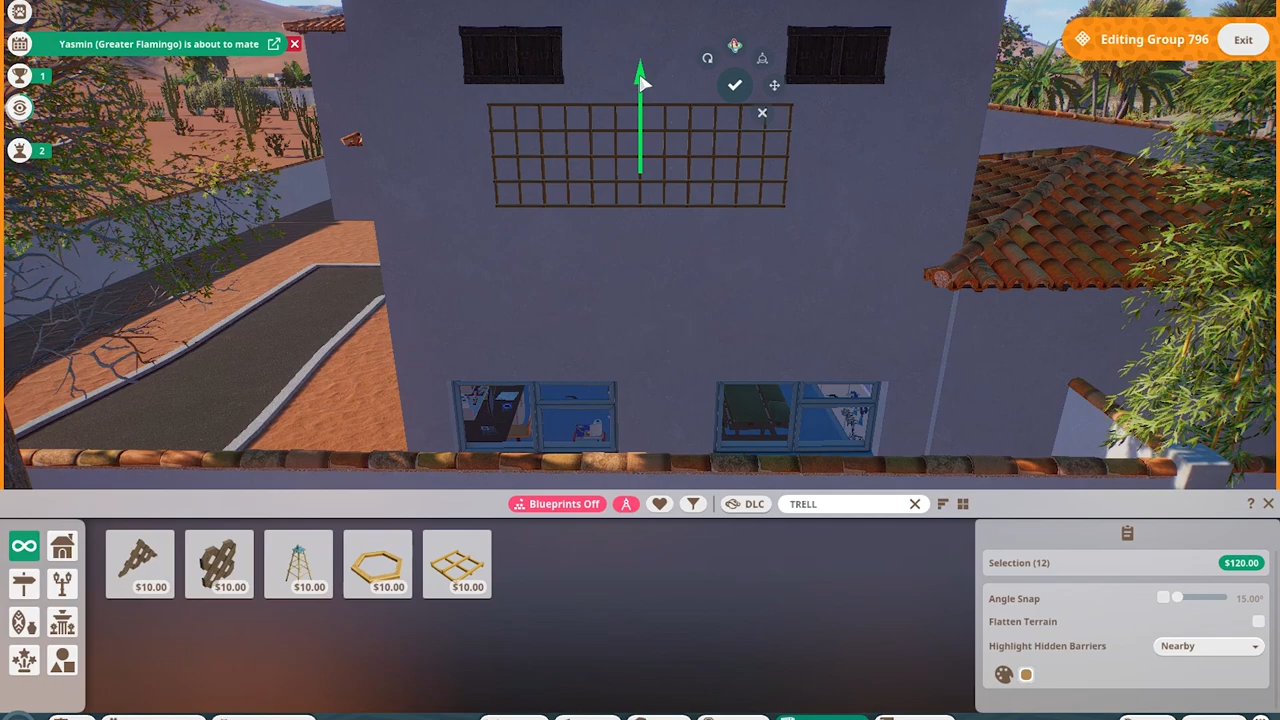 Yasmin (Greater Flamingo) is about to mate
1
2
Editing Group 796
Exit
Blueprints Off
DLC
TRELL
?
$10.00
$10.00
$10.00
$10.00
$10.00
Selection (12)
$120.00
Angle Snap
15.00°
Flatten Terrain
Highlight Hidden Barriers
Nearby